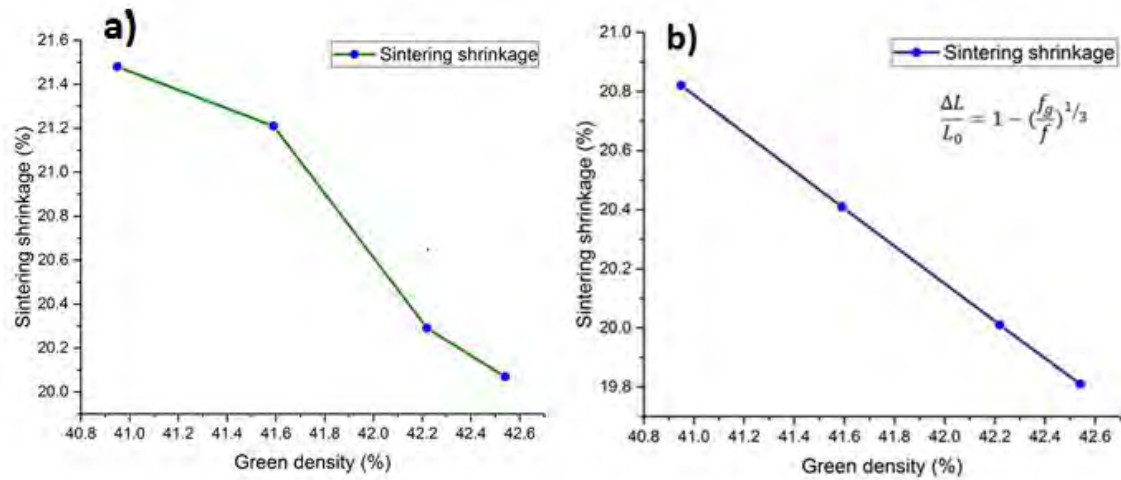 a)
Sintering shrinkage
21.6
21.4
21.2
21.0
20.8
20.6
20.4
20.2
20.0
Sintering shrinkage (%)
40.8 41.0 41.2 41.4 41.6 41.8 42.0 42.2 42.4 42.6
Green density (%)
b)
Sintering shrinkage
ΔL/L₀ = 1 − (f_g/f)^1/3
21.0
20.8
20.6
20.4
20.2
20.0
19.8
Sintering shrinkage (%)
40.8 41.0 41.2 41.4 41.6 41.8 42.0 42.2 42.4 42.6
Green density (%)